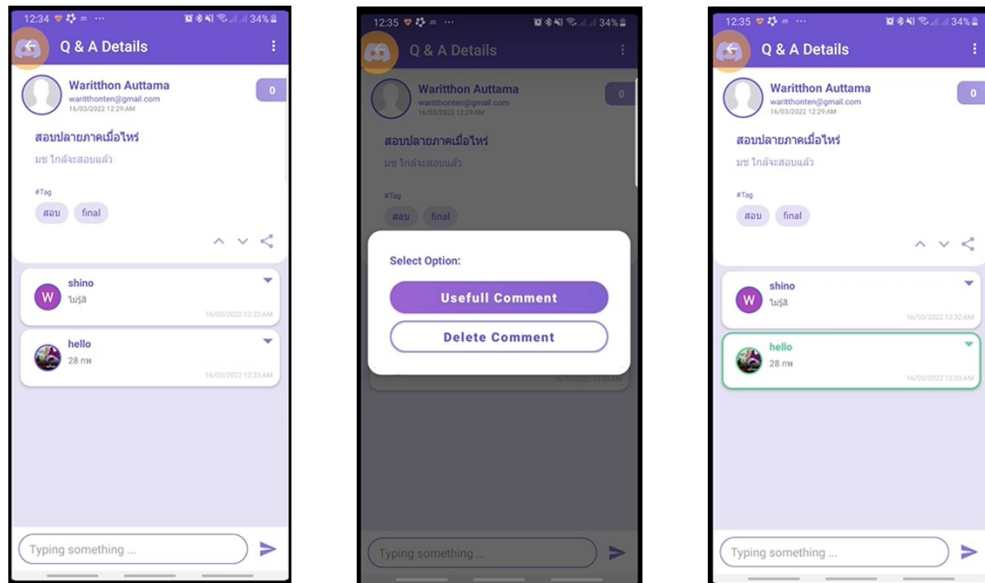 12:34 34%
Q & A Details
Waritthon Auttama
waritthonten@gmail.com
16/03/2022 12:29 AM
0
สอบปลายภาคเมื่อไหร่
มช ใกล้จะสอบแล้ว
#Tag
สอบ final
shino
W
ไม่รู้สิ
16/03/2022 12:32 AM
hello
28 กพ
16/03/2022 12:33 AM
Typing something ...
12:35 34%
Q & A Details
Waritthon Auttama
waritthonten@gmail.com
16/03/2022 12:29 AM
0
สอบปลายภาคเมื่อไหร่
มช ใกล้จะสอบแล้ว
#Tag
สอบ final
Select Option:
Usefull Comment
Delete Comment
16/03/2022 12:33 AM
Typing something ...
12:35 34%
Q & A Details
Waritthon Auttama
waritthonten@gmail.com
16/03/2022 12:29 AM
0
สอบปลายภาคเมื่อไหร่
มช ใกล้จะสอบแล้ว
#Tag
สอบ final
shino
W
ไม่รู้สิ
16/03/2022 12:32 AM
hello
28 กพ
16/03/2022 12:33 AM
Typing something ...